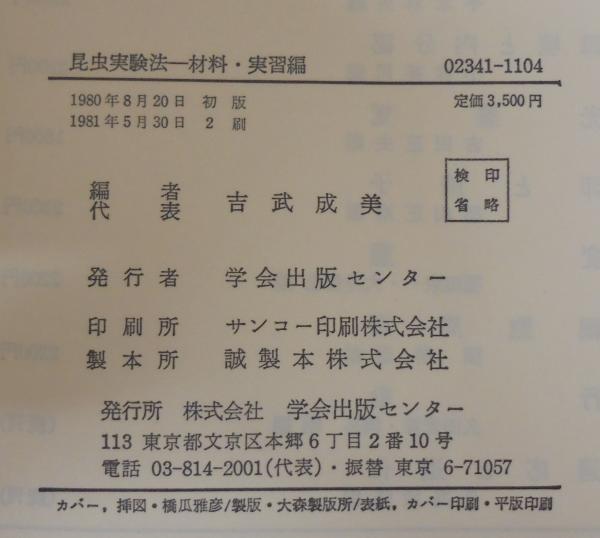 昆虫実験法―材料・実習編 02341-1104
1980年8月20日 初版 定価3,500円
1981年5月30日 2刷
編者代表 吉武成美
検印
省略
発行者 学会出版センター
印刷所 サンコー印刷株式会社
製本所 誠製本株式会社
発行所 株式会社 学会出版センター
113 東京都文京区本郷6丁目2番10号
電話 03-814-2001(代表)・振替 東京 6-71057
カバー，挿図・橋爪雅彦/製版・大森製版所/表紙，カバー印刷・平版印刷